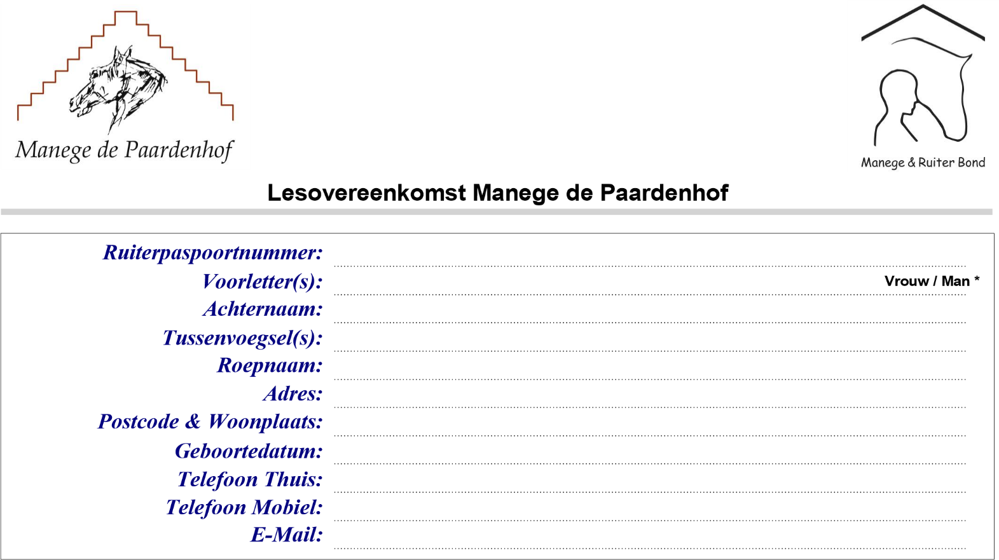 Manege de Paardenhof
Manege & Ruiter Bond
Lesovereenkomst Manege de Paardenhof
Ruiterpaspoortnummer:
Voorletter(s): Vrouw / Man *
Achternaam:
Tussenvoegsel(s):
Roepnaam:
Adres:
Postcode & Woonplaats:
Geboortedatum:
Telefoon Thuis:
Telefoon Mobiel:
E-Mail: